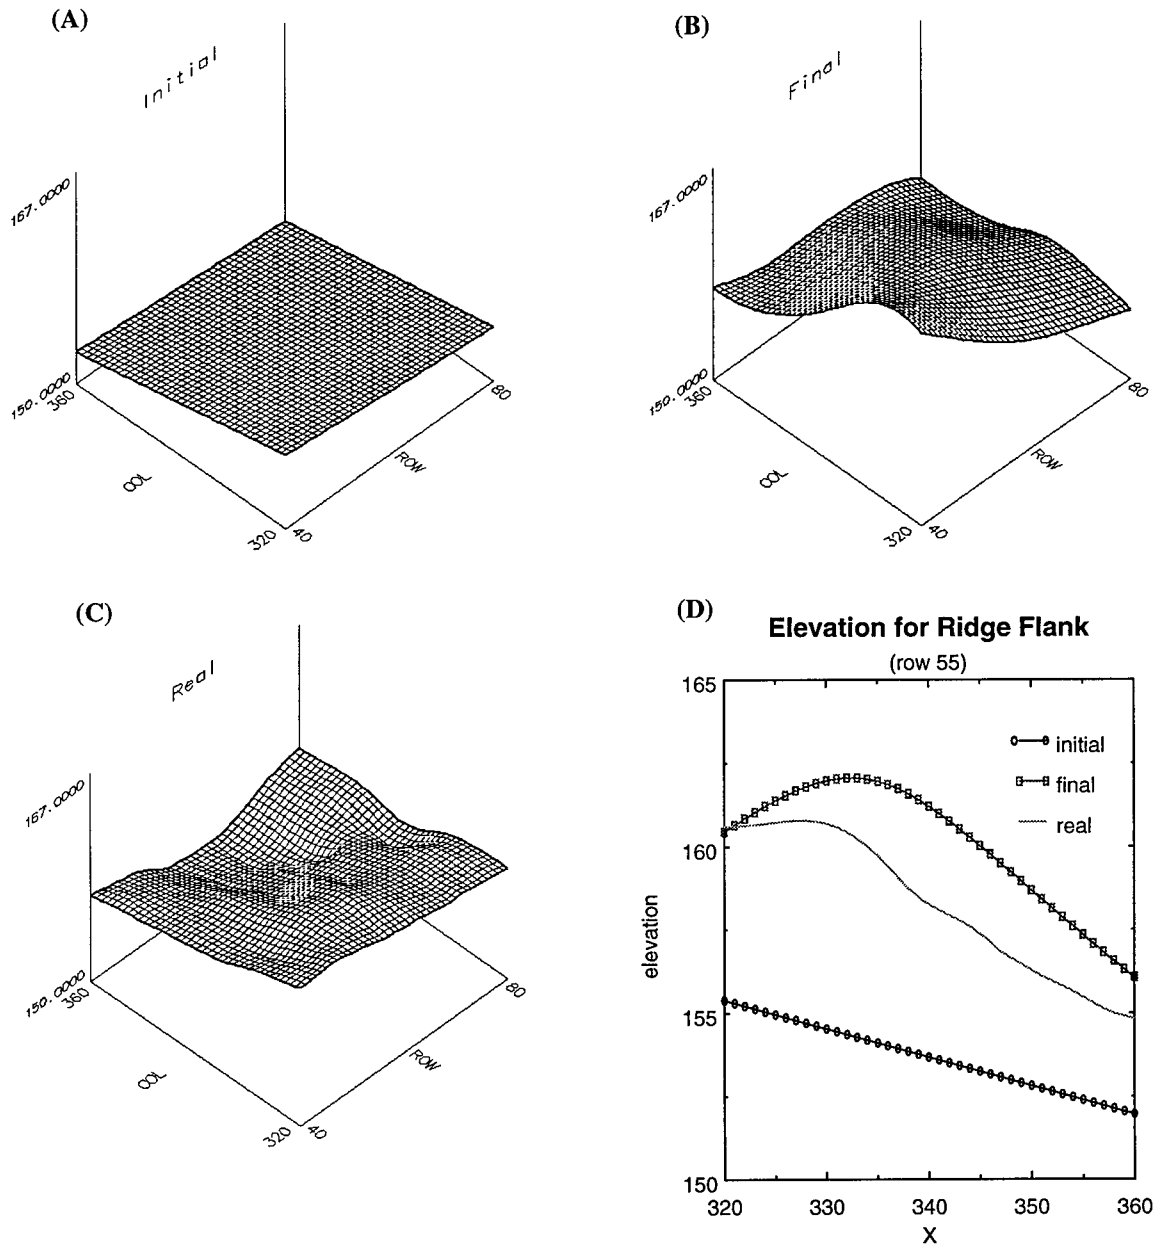 (A)
Initial
167.0000
150.0000
360
COL
320
40
ROW
80
(B)
Final
167.0000
150.0000
360
COL
320
40
ROW
80
(C)
Real
167.0000
150.0000
360
COL
320
40
ROW
80
(D)
Elevation for Ridge Flank
(row 55)
165
160
155
150
elevation
initial
final
real
320 330 340 350 360
X